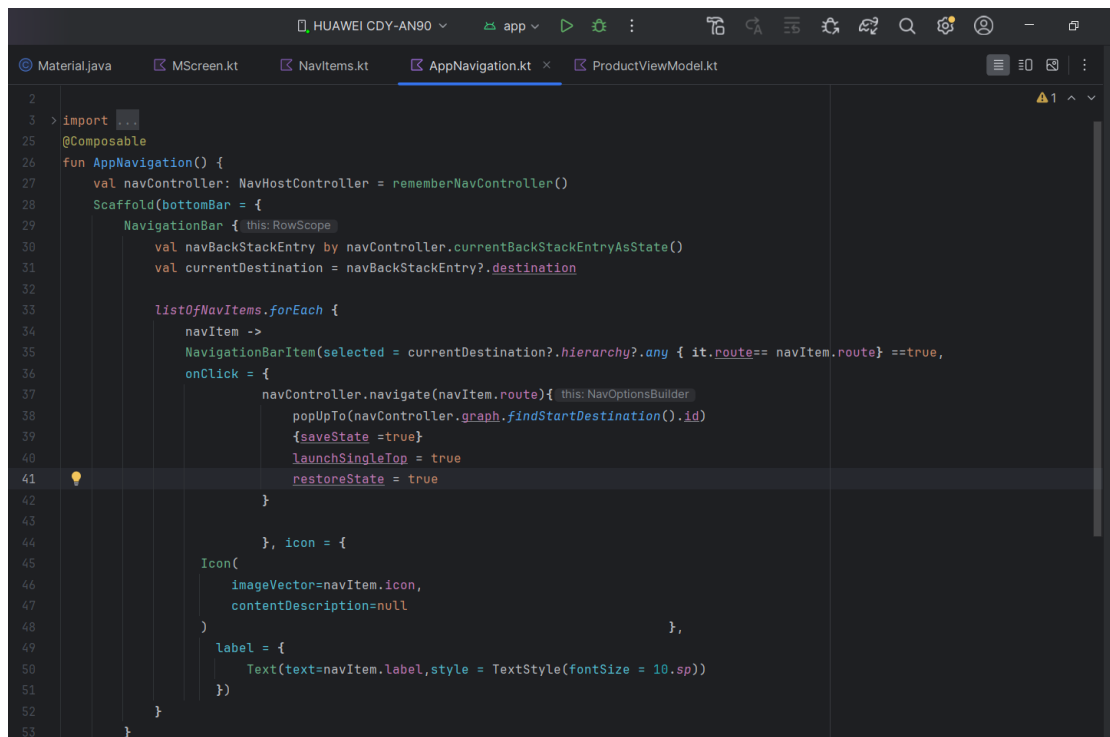 HUAWEI CDY-AN90 app
Material.java MScreen.kt NavItems.kt AppNavigation.kt × ProductViewModel.kt
2 1
3 import ...
25 @Composable
26 fun AppNavigation() {
27 val navController: NavHostController = rememberNavController()
28 Scaffold(bottomBar = {
29 NavigationBar { this: RowScope
30 val navBackStackEntry by navController.currentBackStackEntryAsState()
31 val currentDestination = navBackStackEntry?.destination
32
33 listOfNavItems.forEach {
34 navItem ->
35 NavigationBarItem(selected = currentDestination?.hierarchy?.any { it.route== navItem.route} ==true,
36 onClick = {
37 navController.navigate(navItem.route){ this: NavOptionsBuilder
38 popUpTo(navController.graph.findStartDestination().id)
39 {saveState =true}
40 launchSingleTop = true
41 restoreState = true
42 }
43
44 }, icon = {
45 Icon(
46 imageVector=navItem.icon,
47 contentDescription=null
48 ) },
49 label = {
50 Text(text=navItem.label,style = TextStyle(fontSize = 10.sp))
51 })
52 }
53 }